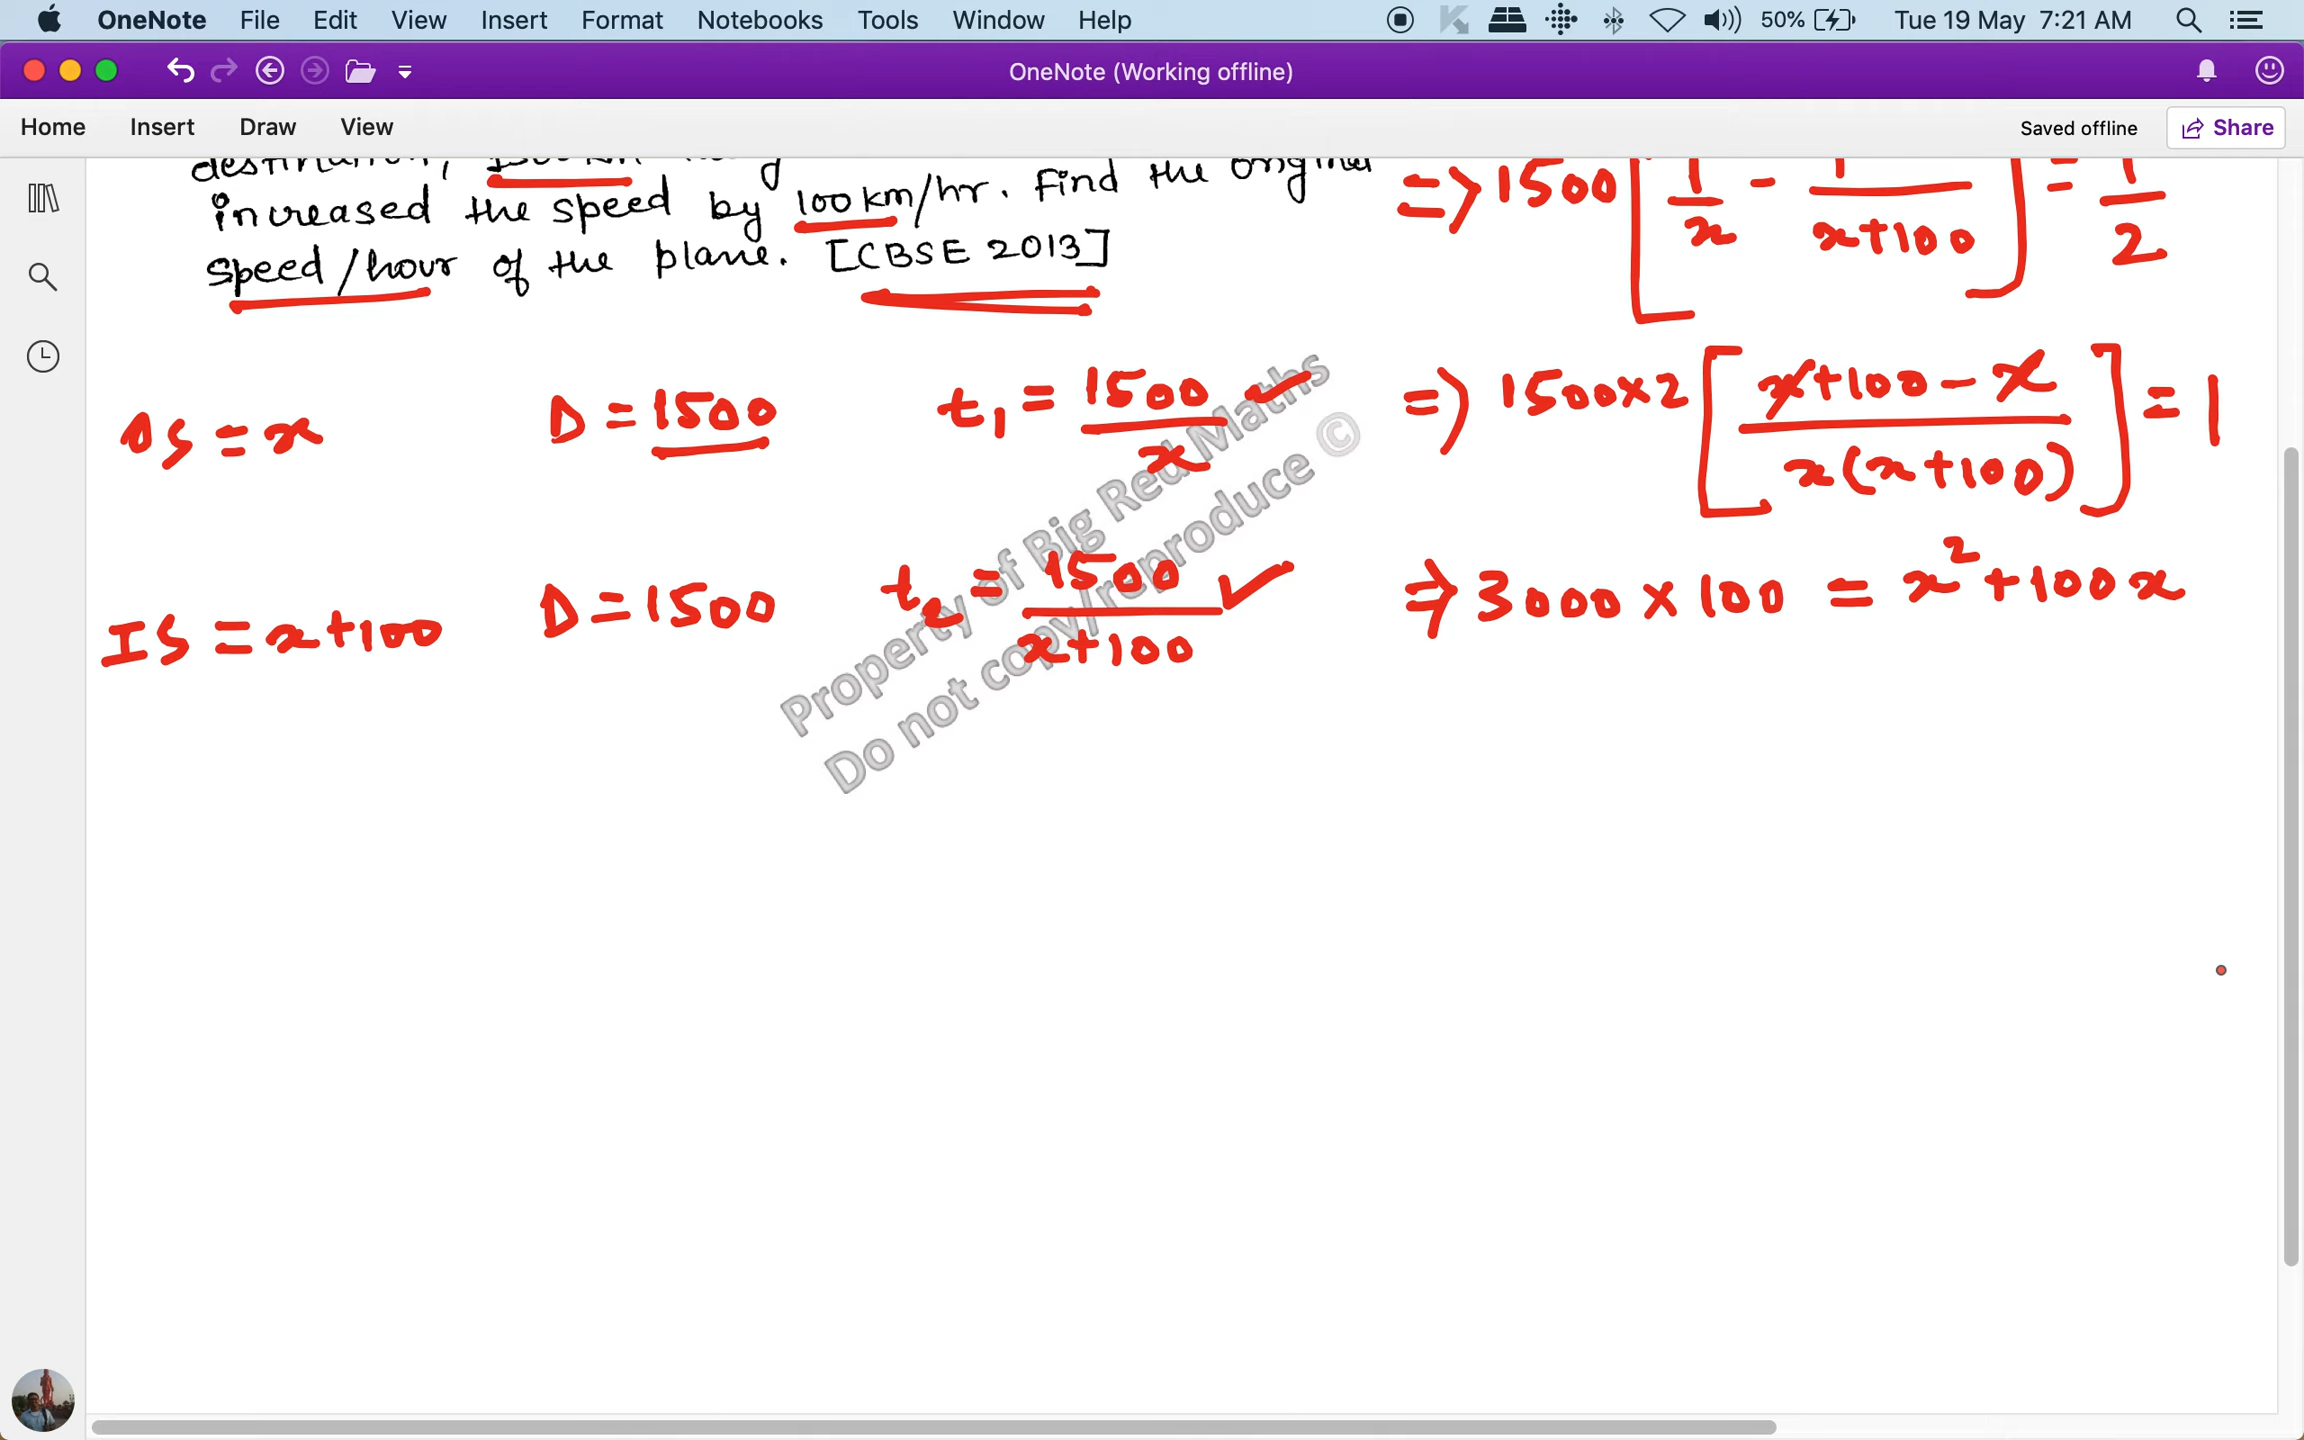 OneNote File Edit View Insert Format Notebooks Tools Window Help 50% Tue 19 May 7:21 AM
OneNote (Working offline)
Home Insert Draw View Saved offline Share
destination, 1500 km
increased the speed by 100 km/hr. Find the original
speed/hour of the plane. [CBSE 2013]
OS = x D = 1500 t₁ = 1500/x
IS = x+100 D = 1500 t₂ = 1500/(x+100)
=> 1500 [1/x - 1/(x+100)] = 1/2
=> 1500×2 [(x+100-x)/(x(x+100))] = 1
=> 3000 × 100 = x² + 100x
Property of Big Red Maths
Do not copy/reproduce ©